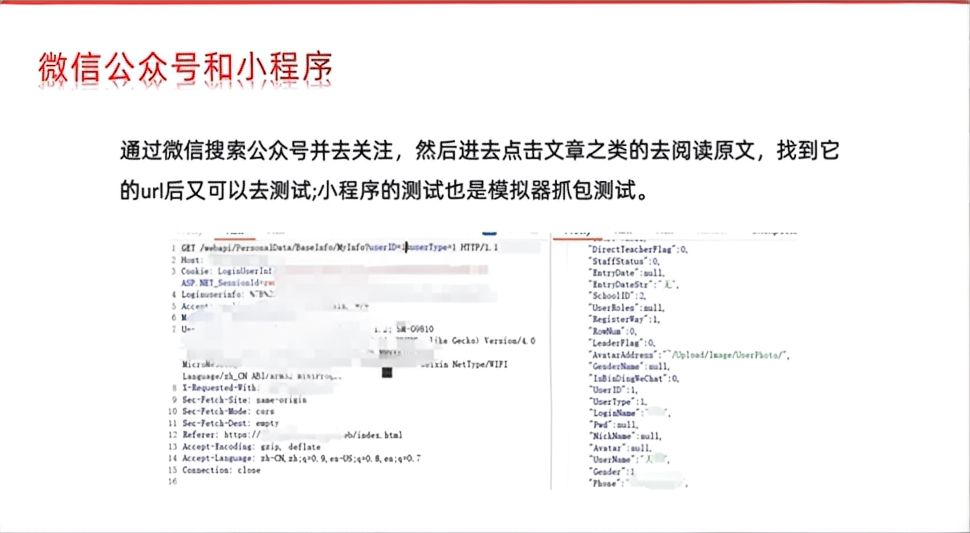 微信公众号和小程序
通过微信搜索公众号并去关注，然后进去点击文章之类的去阅读原文，找到它
的url后又可以去测试;小程序的测试也是模拟器抓包测试。
1 GET /webapi/PersonalData/BaseInfo/MyInfo?userID=1&userType=1 HTTP/1.1
2 Host:
3 Cookie: LoginUserInf
ASP.NET_SessionId=
4 Loginuserinfo: %7B%2
5 Accept
6
7
SM-G9810
like Gecko) Version/4.0
MicroMes
eixin NetType/WIFI
Language/zh_CN ABI/arm32 MiniProg
8 X-Requested-With:
9 Sec-Fetch-Site: same-origin
10 Sec-Fetch-Mode: cors
11 Sec-Fetch-Dest: empty
12 Referer: https:// eb/index.html
13 Accept-Encoding: gzip, deflate
14 Accept-Language: zh-CN,zh;q=0.9,en-US;q=0.8,en;q=0.7
15 Connection: close
16
"DirectTeacherFlag":0,
"StaffStatus":0,
"EntryDate":null,
"EntryDateStr":"无",
"SchoolID":2,
"UserRoles":null,
"RegisterWay":1,
"RowNum":0,
"LeaderFlag":0,
"AvatarAddress":"~/Upload/Image/UserPhoto/",
"GenderName":null,
"InBinDingWeChat":0,
"UserID":1,
"UserType":1,
"LoginName":" ",
"Pwd":null,
"NickName":null,
"Avatar":null,
"UserName":"
"Gender":1
"Phone":" ",